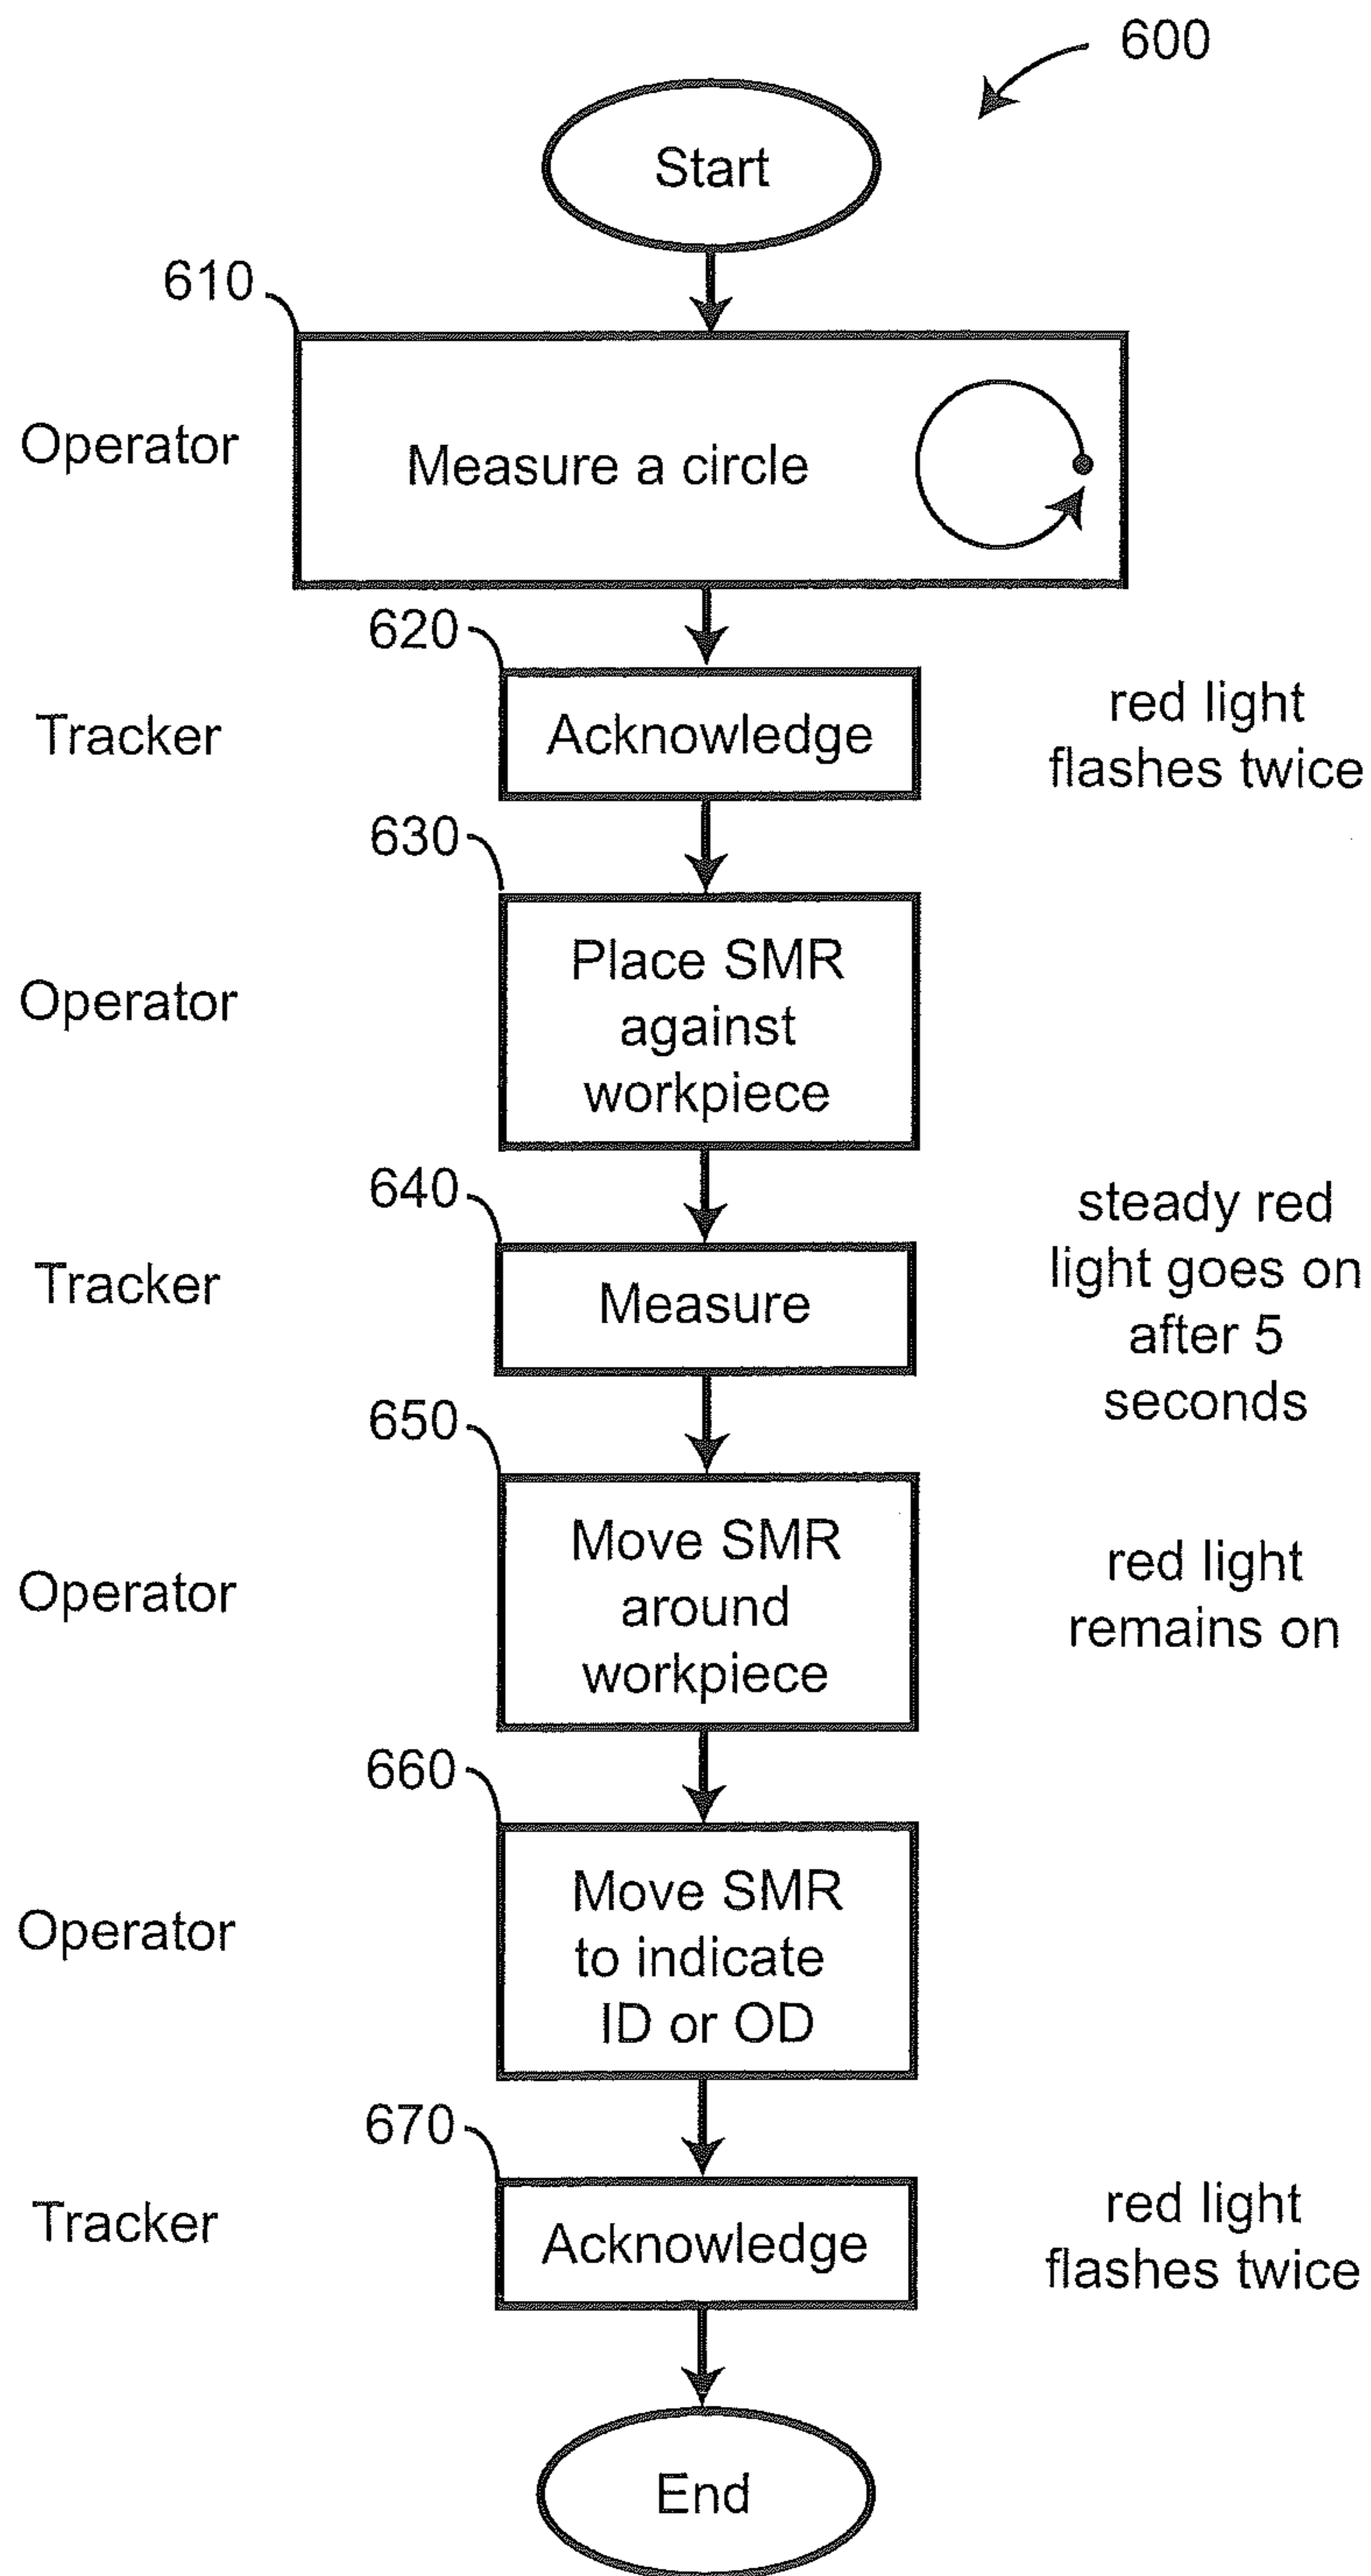 600
Start
610
Operator
Measure a circle
620
Tracker
Acknowledge
red light
flashes twice
630
Operator
Place SMR
against
workpiece
640
Tracker
Measure
steady red
light goes on
after 5
seconds
650
Operator
Move SMR
around
workpiece
red light
remains on
660
Operator
Move SMR
to indicate
ID or OD
670
Tracker
Acknowledge
red light
flashes twice
End